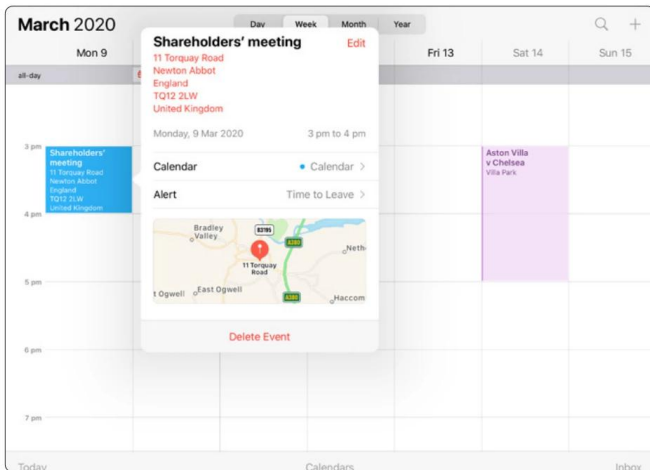 March 2020
Day Week Month Year
Mon 9
Fri 13
Sat 14
Sun 15
all-day
Shareholders' meeting
Edit
11 Torquay Road
Newton Abbot
England
TQ12 2LW
United Kingdom
Monday, 9 Mar 2020
3 pm to 4 pm
Calendar
Calendar
Alert
Time to Leave
Bradley
Valley
B3195
A380
11 Torquay
Road
East Ogwell
t Ogwell
A380
Neth
Haccom
Delete Event
3 pm
4 pm
5 pm
6 pm
7 pm
Shareholders'
meeting
11 Torquay Road
Newton Abbot
England
TQ12 2LW
United Kingdom
Aston Villa
v Chelsea
Villa Park
Today
Calendars
Inbox